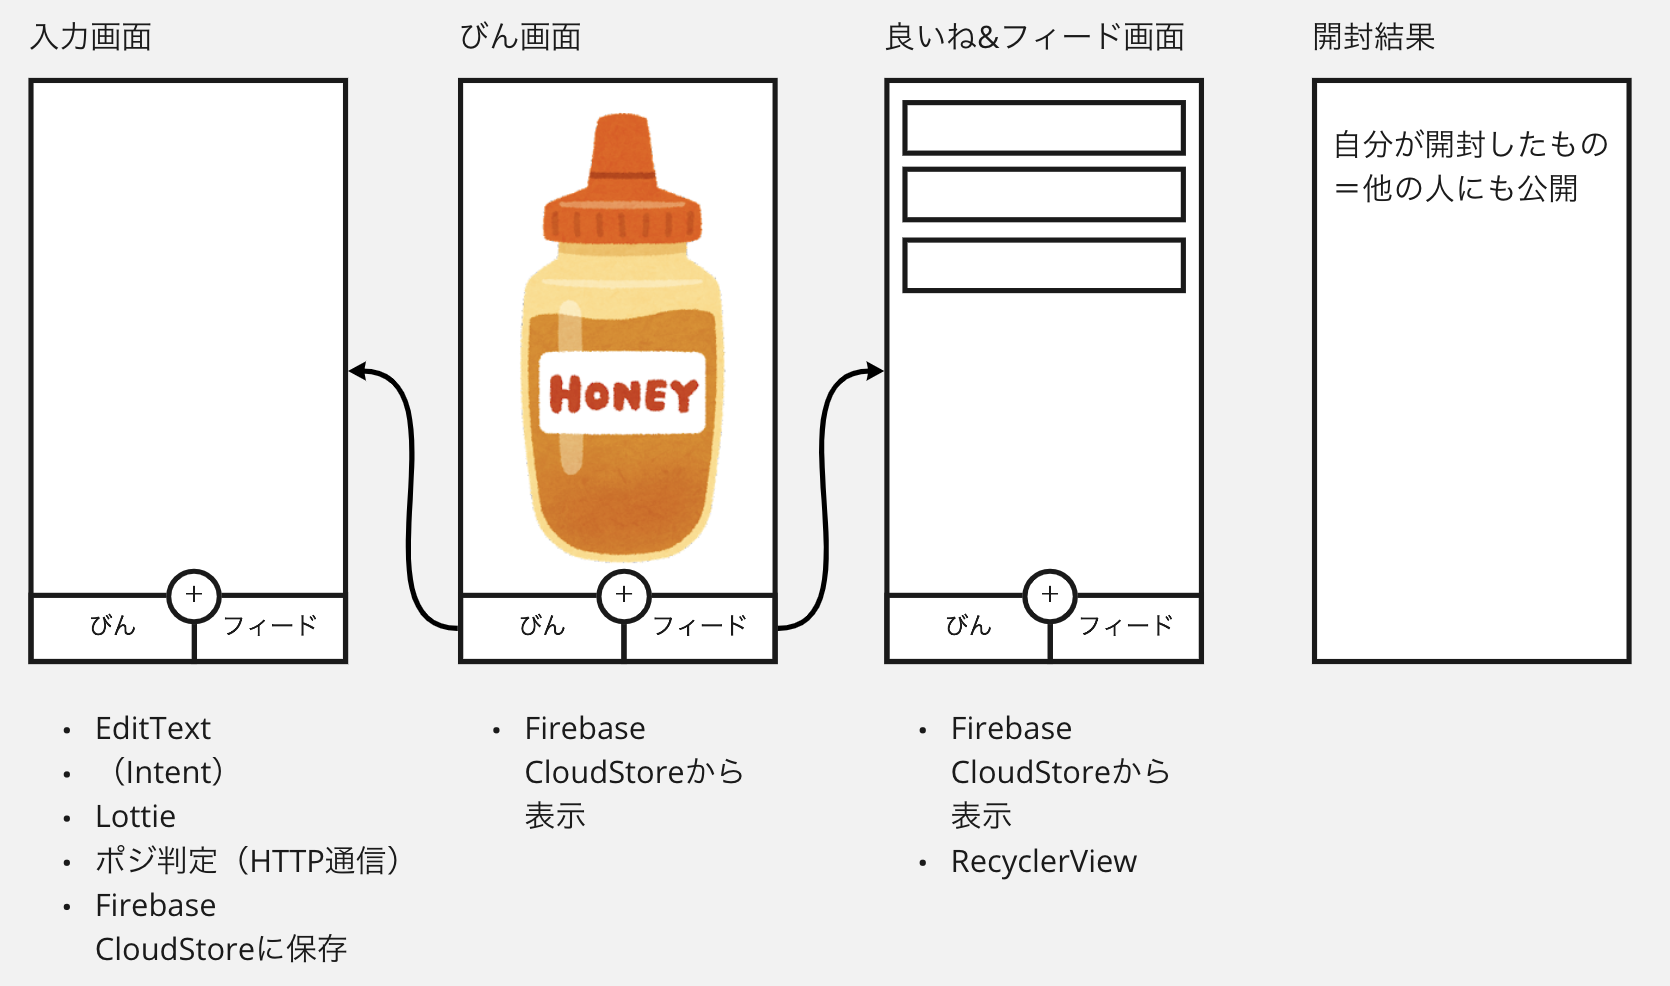 入力画面
びん画面
良いね&フィード画面
開封結果
自分が開封したもの
＝他の人にも公開
HONEY
+
びん
フィード
+
びん
フィード
+
びん
フィード
• EditText
• （Intent）
• Lottie
• ポジ判定（HTTP通信）
• Firebase
CloudStoreに保存
• Firebase
CloudStoreから
表示
• Firebase
CloudStoreから
表示
• RecyclerView